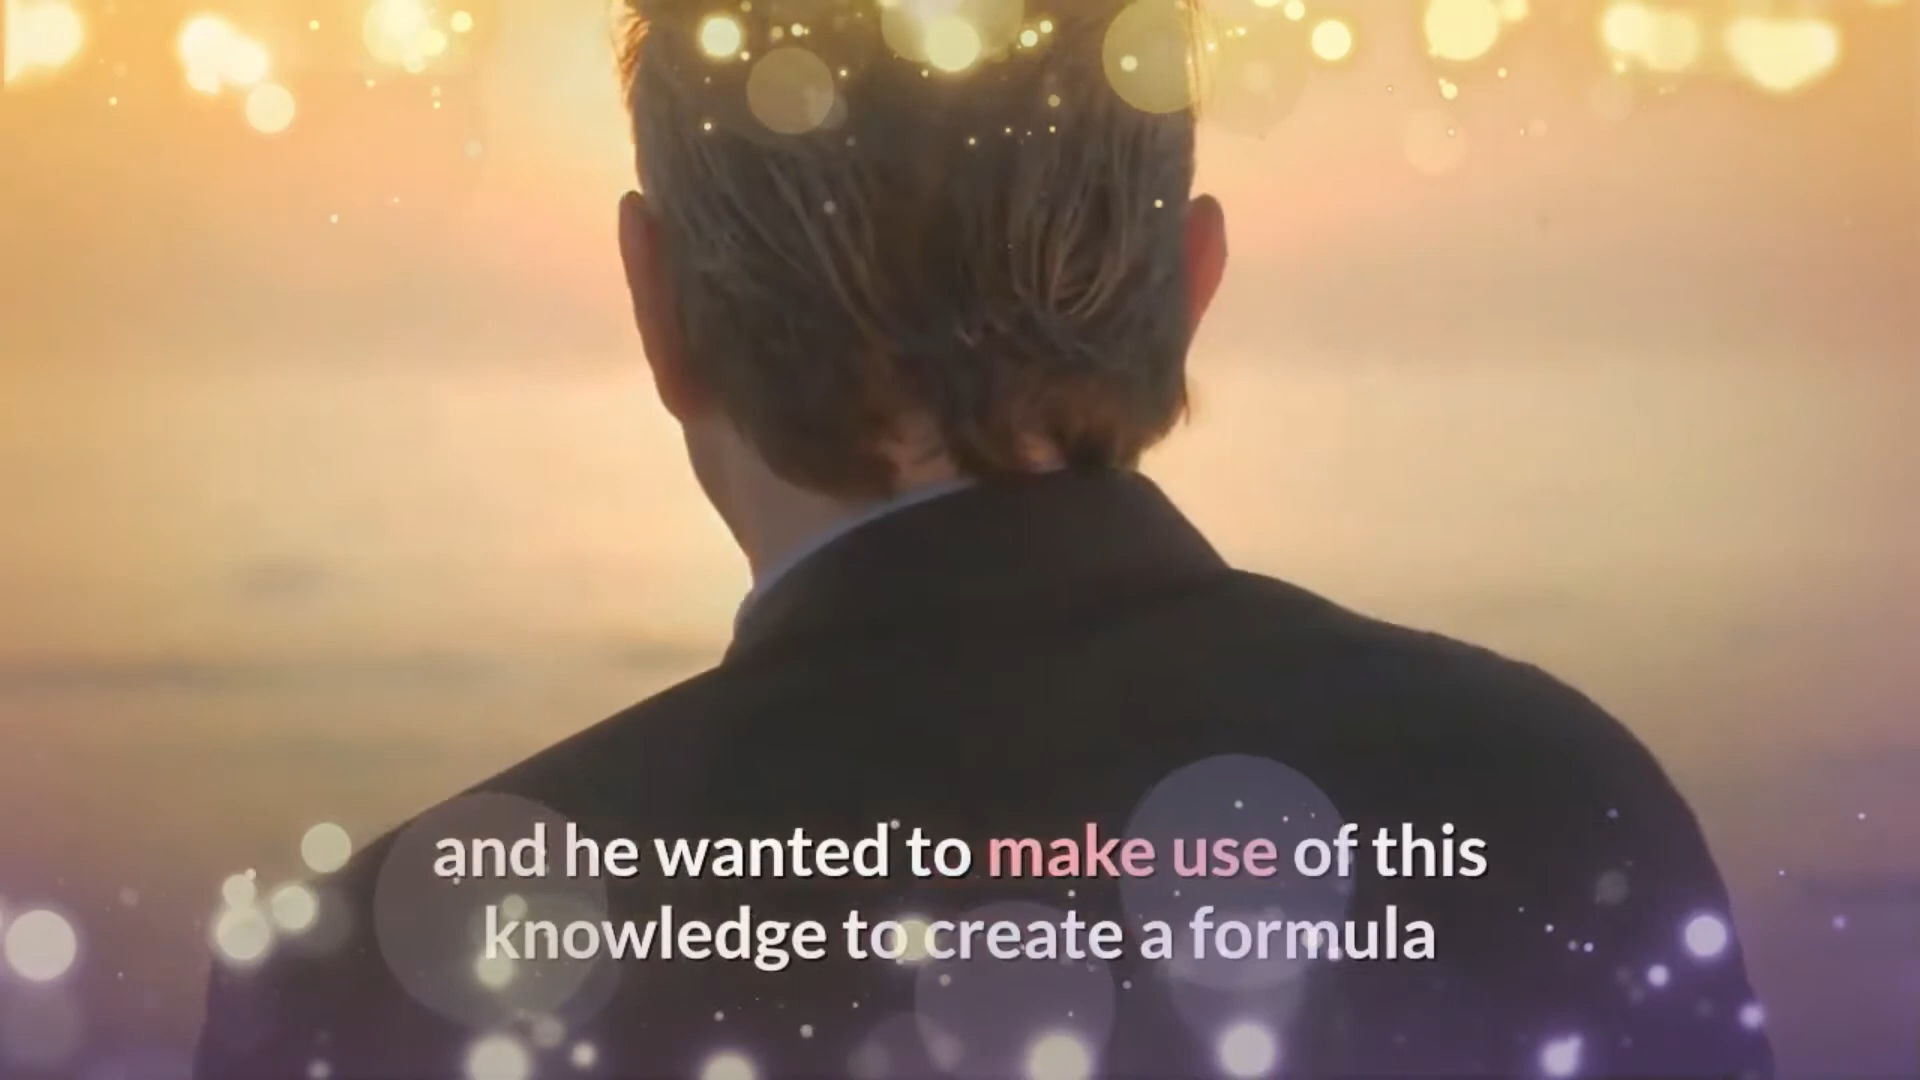 and he wanted to make use of this
knowledge to create a formula